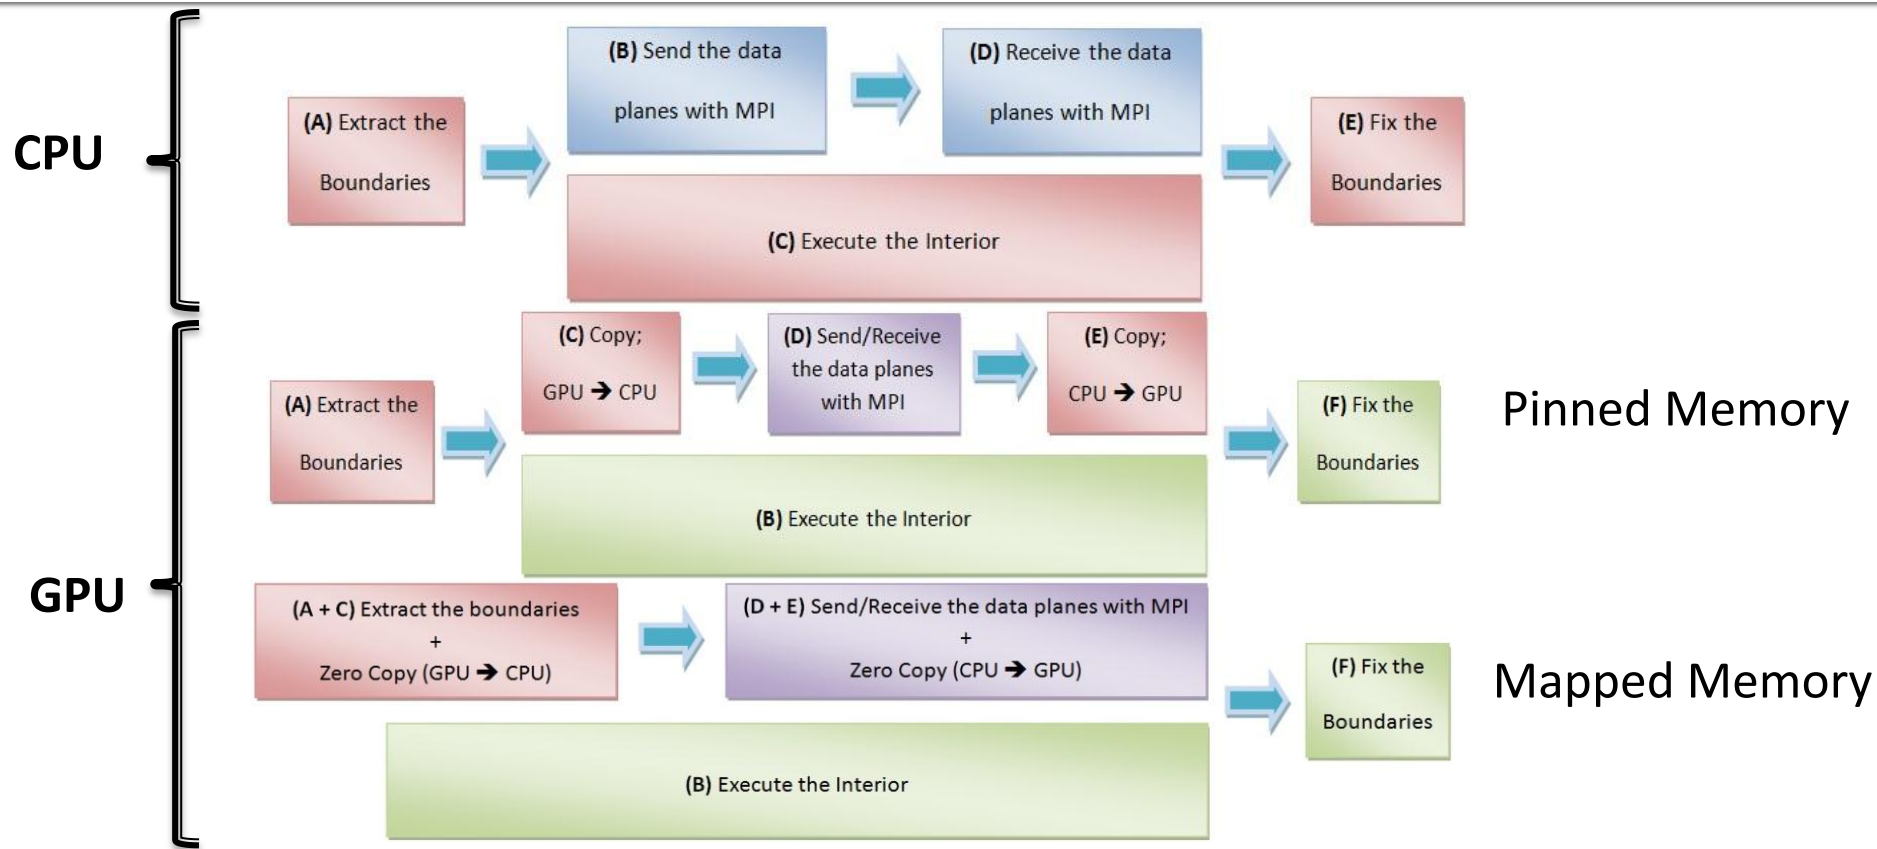 CPU
(A) Extract the
Boundaries
(B) Send the data
planes with MPI
(D) Receive the data
planes with MPI
(C) Execute the Interior
(E) Fix the
Boundaries
GPU
(A) Extract the
Boundaries
(C) Copy;
GPU → CPU
(D) Send/Receive
the data planes
with MPI
(E) Copy;
CPU → GPU
(B) Execute the Interior
(F) Fix the
Boundaries
Pinned Memory
(A + C) Extract the boundaries
+
Zero Copy (GPU → CPU)
(D + E) Send/Receive the data planes with MPI
+
Zero Copy (CPU → GPU)
(B) Execute the Interior
(F) Fix the
Boundaries
Mapped Memory